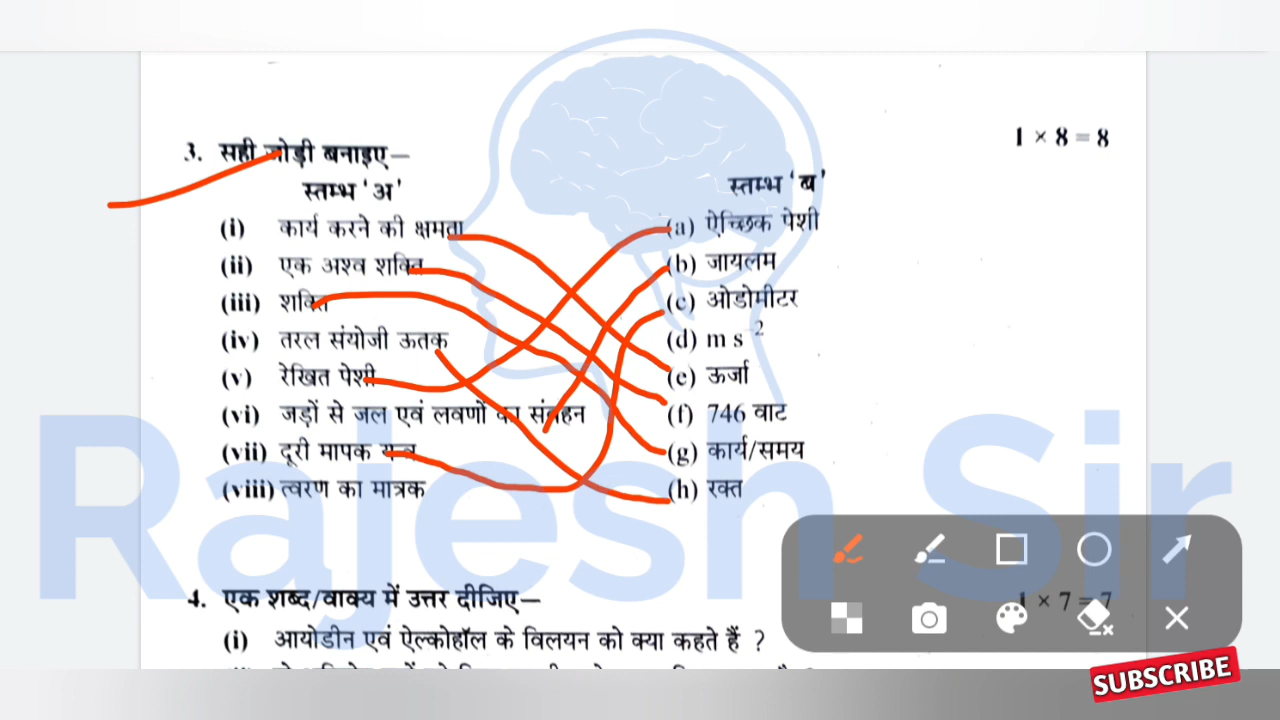 1 × 8 = 8
3. सही जोड़ी बनाइए—
स्तम्भ ‘अ’ स्तम्भ ‘ब’
(i) कार्य करने की क्षमता (a) ऐच्छिक पेशी
(ii) एक अश्व शक्ति (b) जायलम
(iii) शक्ति (c) ओडोमीटर
(iv) तरल संयोजी ऊतक (d) m s⁻²
(v) रेखित पेशी (e) ऊर्जा
(vi) जड़ों से जल एवं लवणों का संवहन (f) 746 वाट
(vii) दूरी मापक यन्त्र (g) कार्य/समय
(viii) त्वरण का मात्रक (h) रक्त
Rajesh Sir
4. एक शब्द/वाक्य में उत्तर दीजिए— 1 × 7 = 7
(i) आयोडीन एवं ऐल्कोहॉल के विलयन को क्या कहते हैं ?
SUBSCRIBE